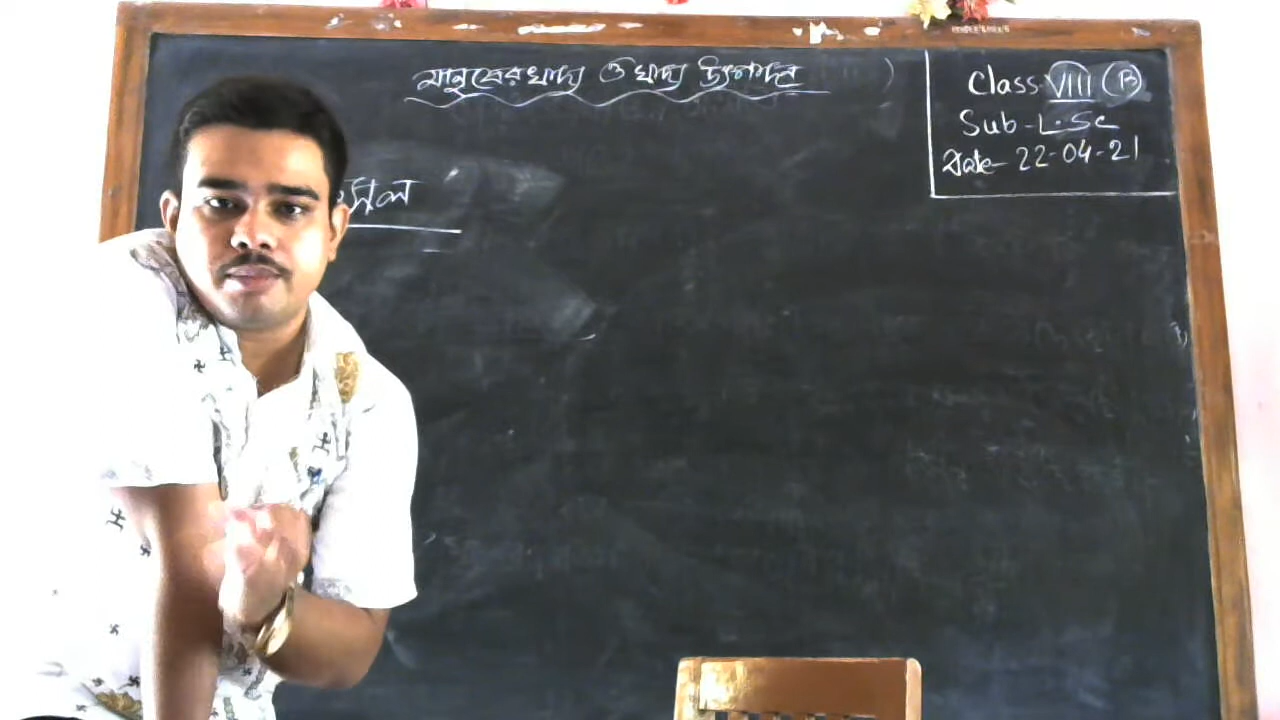 মানুষের খাদ্য ও খাদ্য উৎপাদন
Class VIII (B)
Sub - L.Sc
Date - 22-04-21